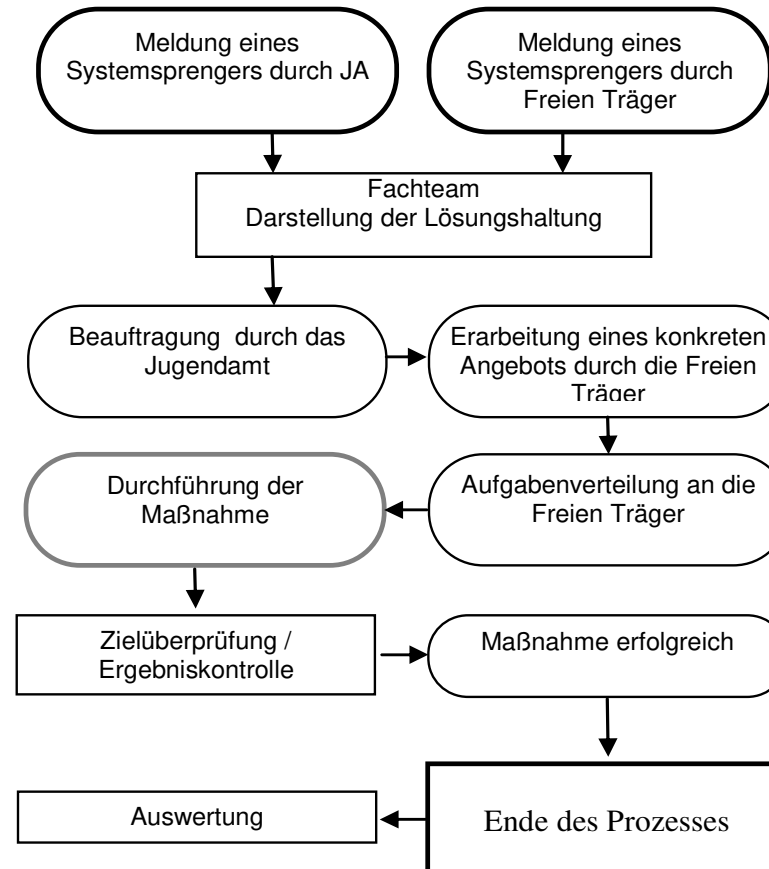 Meldung eines
Systemsprengers durch JA
Meldung eines
Systemsprengers durch
Freien Träger
Fachteam
Darstellung der Lösungshaltung
Beauftragung durch das
Jugendamt
Erarbeitung eines konkreten
Angebots durch die Freien
Träger
Aufgabenverteilung an die
Freien Träger
Durchführung der
Maßnahme
Zielüberprüfung /
Ergebniskontrolle
Maßnahme erfolgreich
Ende des Prozesses
Auswertung